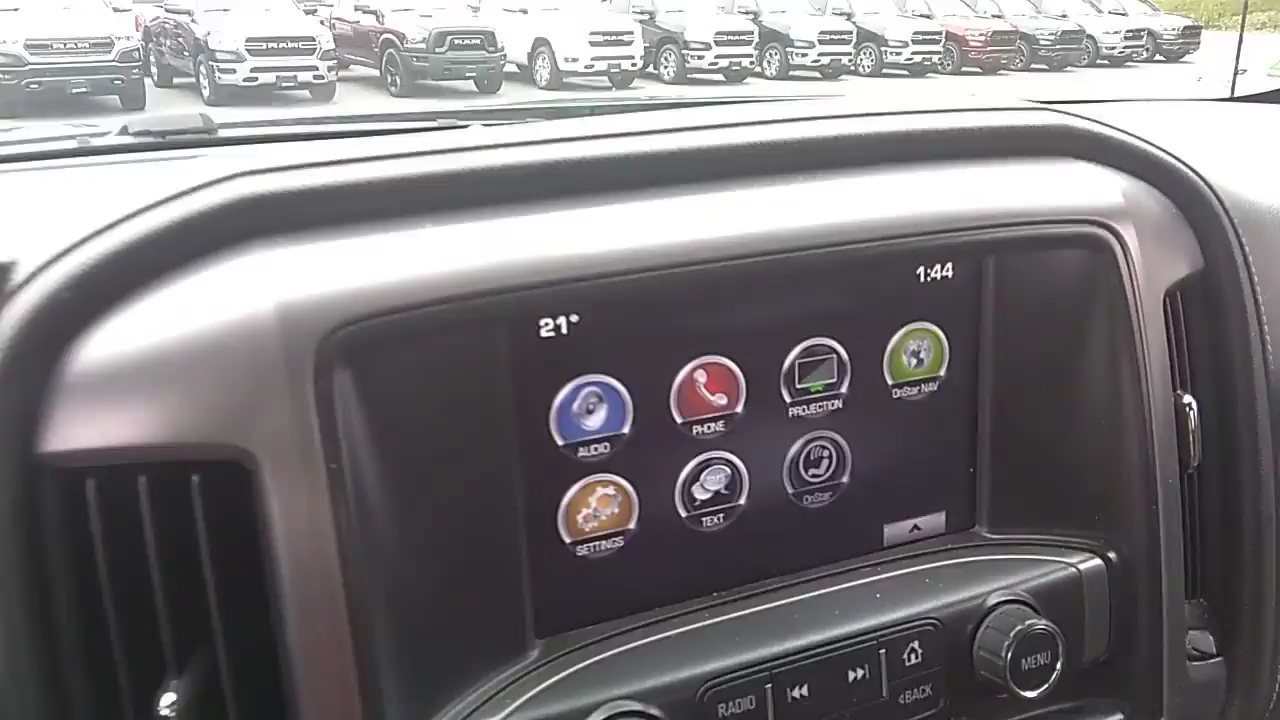 RAM
RAM
RAM
21°
1:44
AUDIO
PHONE
PROJECTION
OnStar NAV
SETTINGS
TEXT
OnStar
RADIO
BACK
MENU